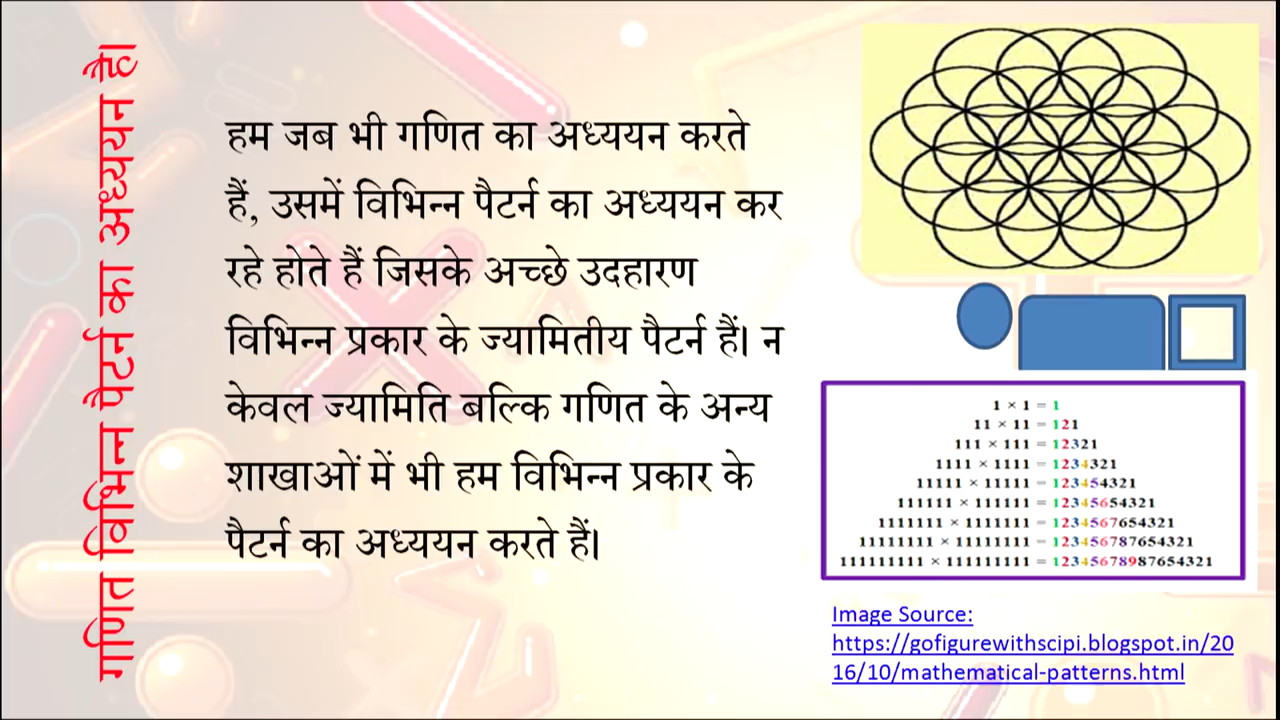 गणित विभिन्न पैटर्न का अध्ययन है।
हम जब भी गणित का अध्ययन करते
हैं, उसमें विभिन्न पैटर्न का अध्ययन कर
रहे होते हैं जिसके अच्छे उदहारण
विभिन्न प्रकार के ज्यामितीय पैटर्न हैं। न
केवल ज्यामिति बल्कि गणित के अन्य
शाखाओं में भी हम विभिन्न प्रकार के
पैटर्न का अध्ययन करते हैं।
1 × 1 = 1
11 × 11 = 121
111 × 111 = 12321
1111 × 1111 = 1234321
11111 × 11111 = 123454321
111111 × 111111 = 12345654321
1111111 × 1111111 = 1234567654321
11111111 × 11111111 = 123456787654321
111111111 × 111111111 = 12345678987654321
Image Source:
https://gofigurewithscipi.blogspot.in/20
16/10/mathematical-patterns.html